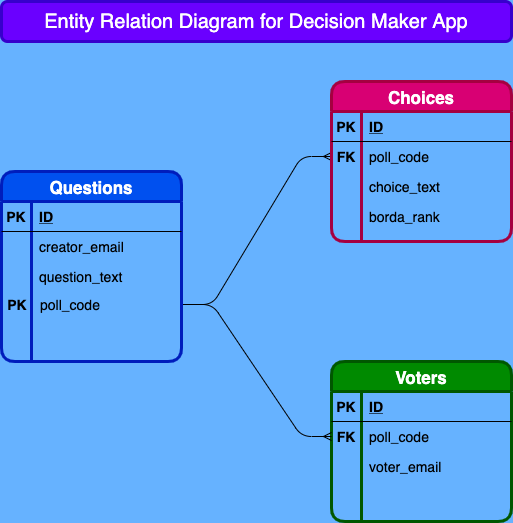 Entity Relation Diagram for Decision Maker App
Choices
PK ID
FK poll_code
choice_text
borda_rank
Questions
PK ID
creator_email
question_text
PK poll_code
Voters
PK ID
FK poll_code
voter_email